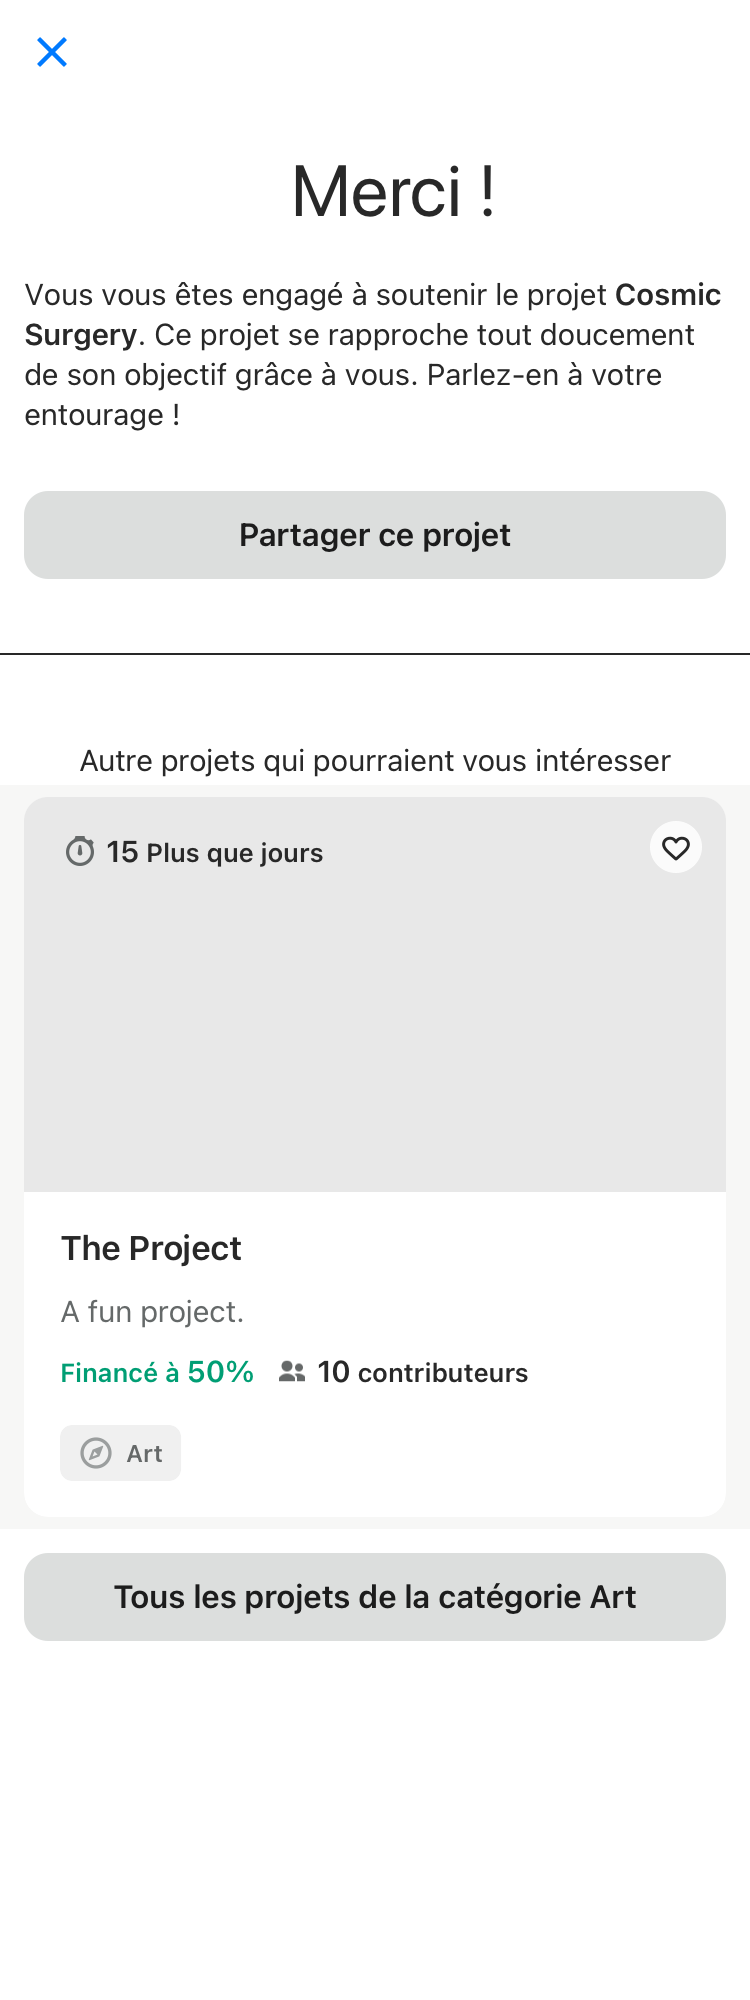 Merci !
Vous vous êtes engagé à soutenir le projet Cosmic
Surgery. Ce projet se rapproche tout doucement
de son objectif grâce à vous. Parlez-en à votre
entourage !
Partager ce projet
Autre projets qui pourraient vous intéresser
15 Plus que jours
The Project
A fun project.
Financé à 50% 10 contributeurs
Art
Tous les projets de la catégorie Art